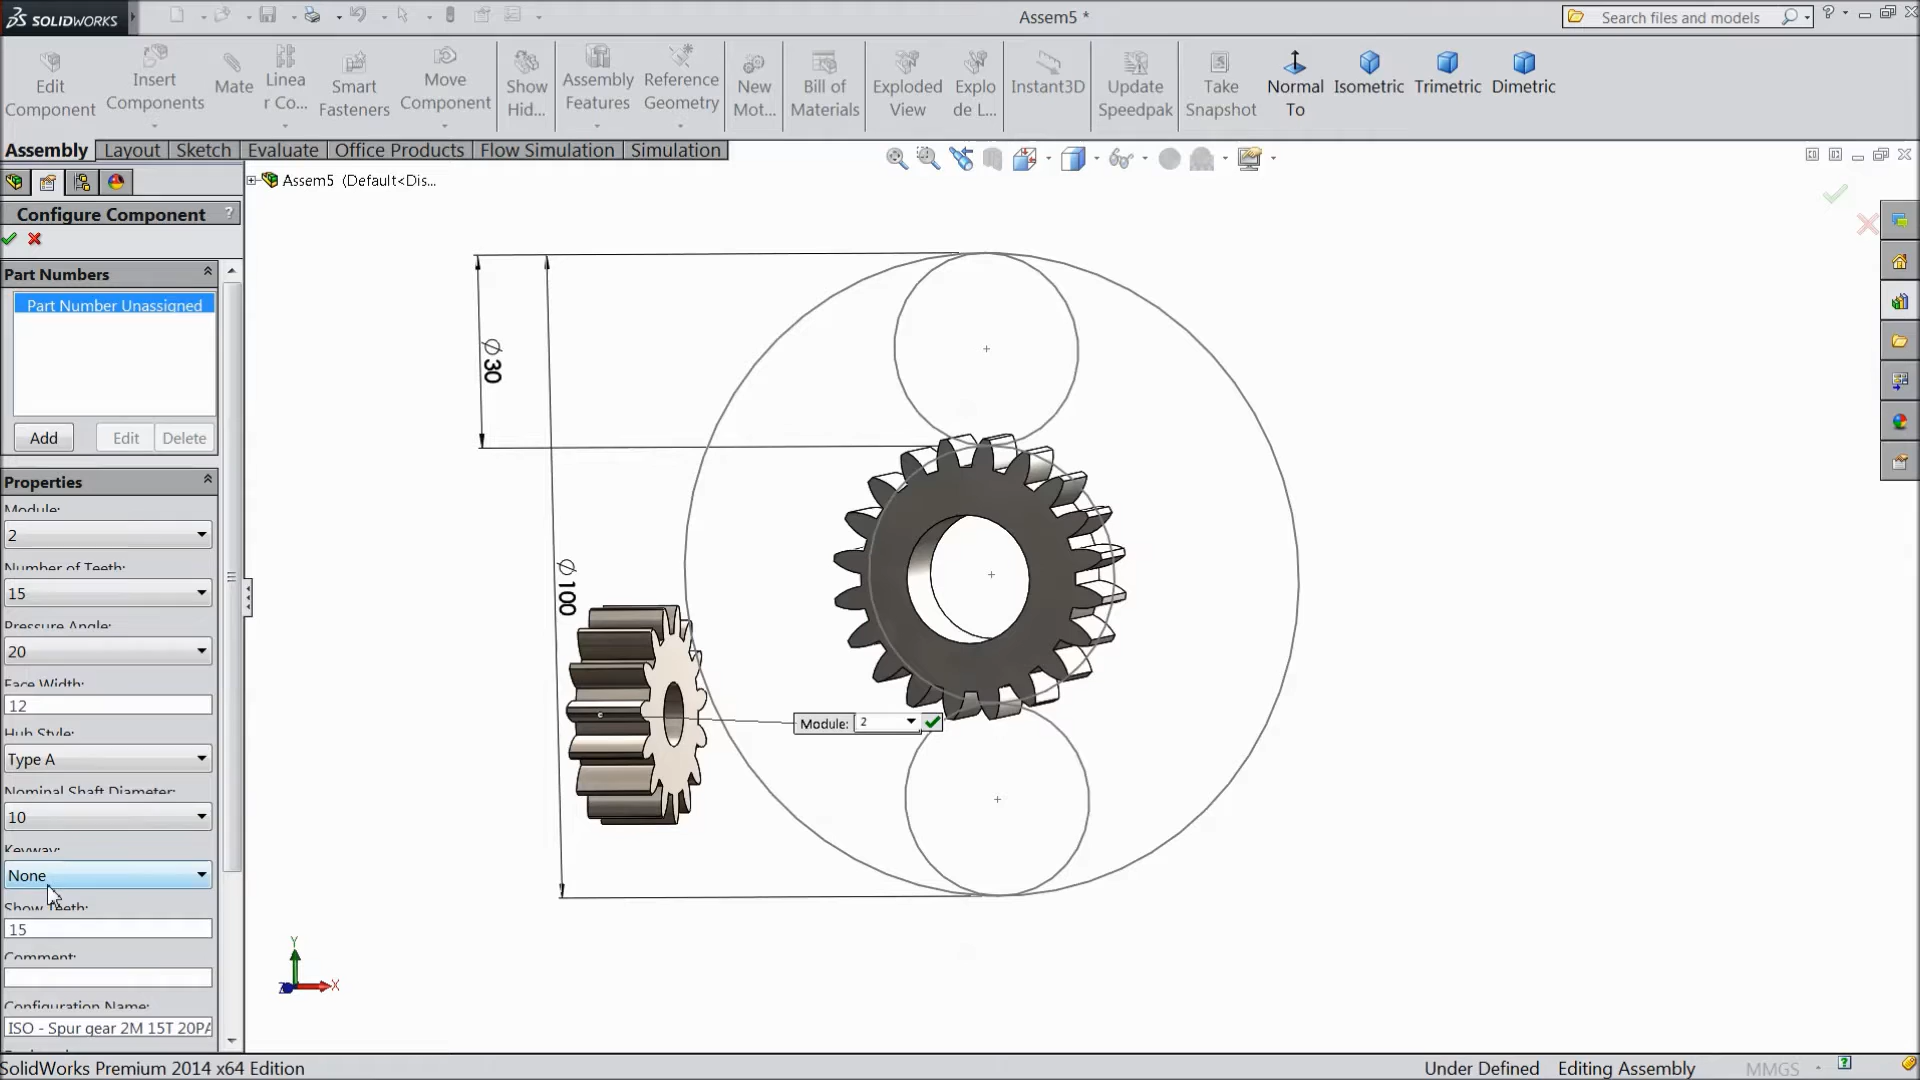 SOLIDWORKS
Assem5 *
Search files and models
?
Edit
Component
Insert
Components
Mate
Linea
r Co...
Smart
Fasteners
Move
Component
Show
Hid...
Assembly
Features
Reference
Geometry
New
Mot...
Bill of
Materials
Exploded
View
Explo
de L...
Instant3D
Update
Speedpak
Take
Snapshot
Normal
To
Isometric
Trimetric
Dimetric
Assembly
Layout
Sketch
Evaluate
Office Products
Flow Simulation
Simulation
Assem5 (Default<Dis...
Configure Component
?
Part Numbers
Part Number Unassigned
Add
Edit
Delete
Properties
Module:
2
Number of Teeth:
15
Pressure Angle:
20
Face Width:
12
Hub Style:
Type A
Nominal Shaft Diameter:
10
Keyway:
None
Show Teeth:
15
Comment:
Configuration Name:
ISO - Spur gear 2M 15T 20PA
∅30
∅100
Module: 2
Y
X
Z
SolidWorks Premium 2014 x64 Edition
Under Defined
Editing Assembly
MMGS
?